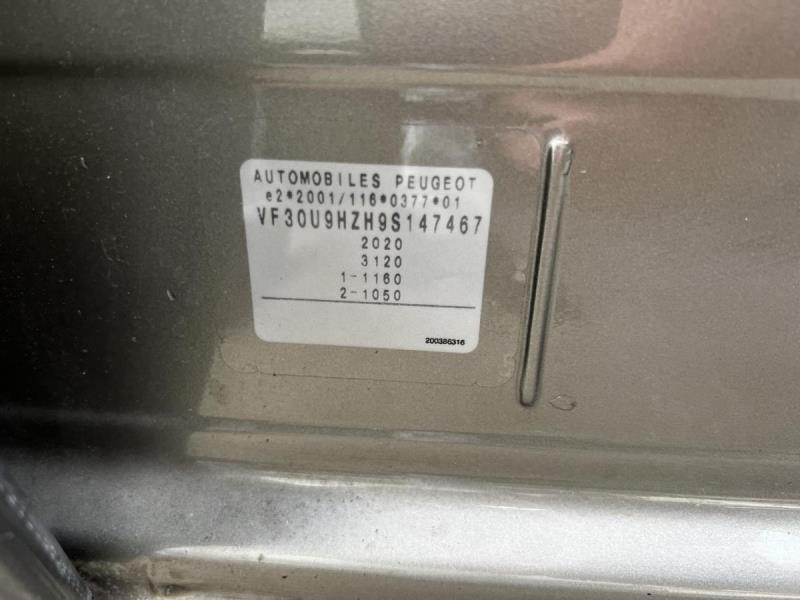 AUTOMOBILES PEUGEOT
e2*2001/116*0377*01
VF30U9HZH9S147467
2020
3120
1-1160
2-1050
200386316